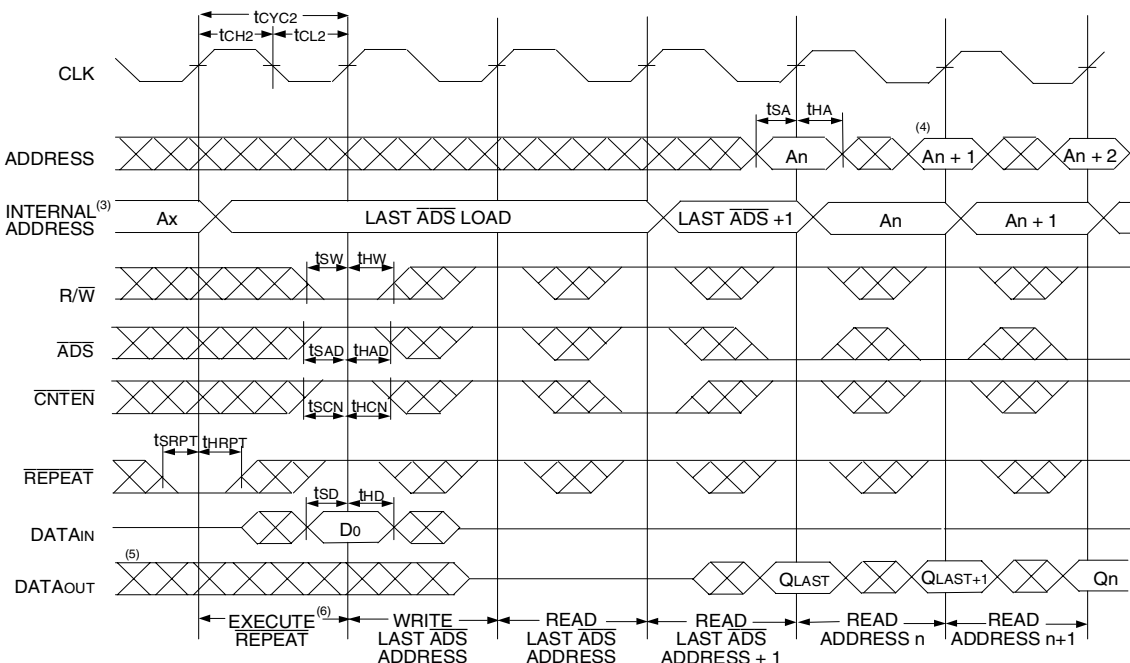 tCYC2
tCH2 tCL2
CLK
tSA tHA
(4)
ADDRESS An An + 1 An + 2
INTERNAL (3)
ADDRESS Ax LAST ADS LOAD LAST ADS +1 An An + 1
tSW tHW
R/W
ADS
tSAD tHAD
CNTEN
tSCN tHCN
tSRPT tHRPT
REPEAT
tSD tHD
DATAIN D0
(5)
DATAOUT QLAST QLAST+1 Qn
EXECUTE (6) WRITE READ READ READ READ
REPEAT LAST ADS LAST ADS LAST ADS ADDRESS n ADDRESS n+1
ADDRESS ADDRESS ADDRESS + 1